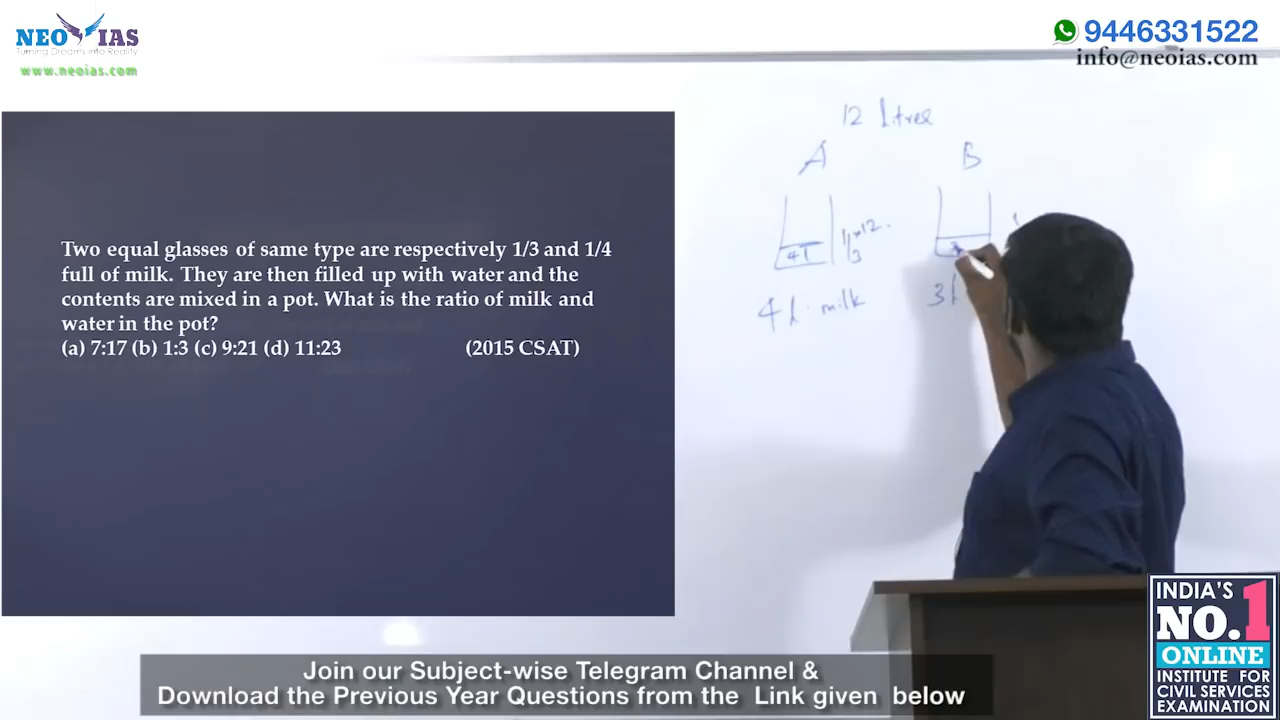 NEO IAS
Turning Dreams into Reality
www.neoias.com
9446331522
info@neoias.com
Two equal glasses of same type are respectively 1/3 and 1/4
full of milk. They are then filled up with water and the
contents are mixed in a pot. What is the ratio of milk and
water in the pot?
(a) 7:17 (b) 1:3 (c) 9:21 (d) 11:23 (2015 CSAT)
12 litres
A B
4l 1/3 × 12
4 l. milk 3 l
Join our Subject-wise Telegram Channel &
Download the Previous Year Questions from the Link given below
INDIA'S
NO.1
ONLINE
INSTITUTE FOR
CIVIL SERVICES
EXAMINATION